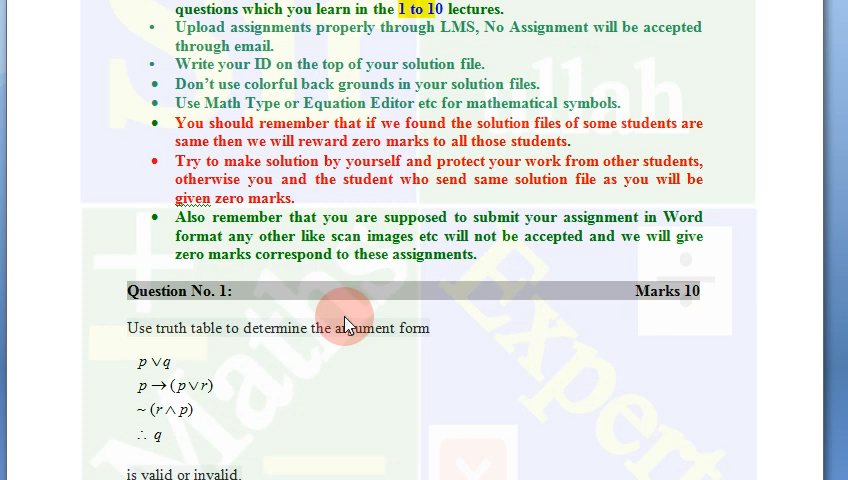 questions which you learn in the 1 to 10 lectures.
• Upload assignments properly through LMS, No Assignment will be accepted
through email.
• Write your ID on the top of your solution file.
• Don't use colorful back grounds in your solution files.
• Use Math Type or Equation Editor etc for mathematical symbols.
• You should remember that if we found the solution files of some students are
same then we will reward zero marks to all those students.
• Try to make solution by yourself and protect your work from other students,
otherwise you and the student who send same solution file as you will be
given zero marks.
• Also remember that you are supposed to submit your assignment in Word
format any other like scan images etc will not be accepted and we will give
zero marks correspond to these assignments.
Question No. 1: Marks 10
Use truth table to determine the argument form
p ∨ q
p → (p ∨ r)
~ (r ∧ p)
∴ q
is valid or invalid.
Maths
Expert